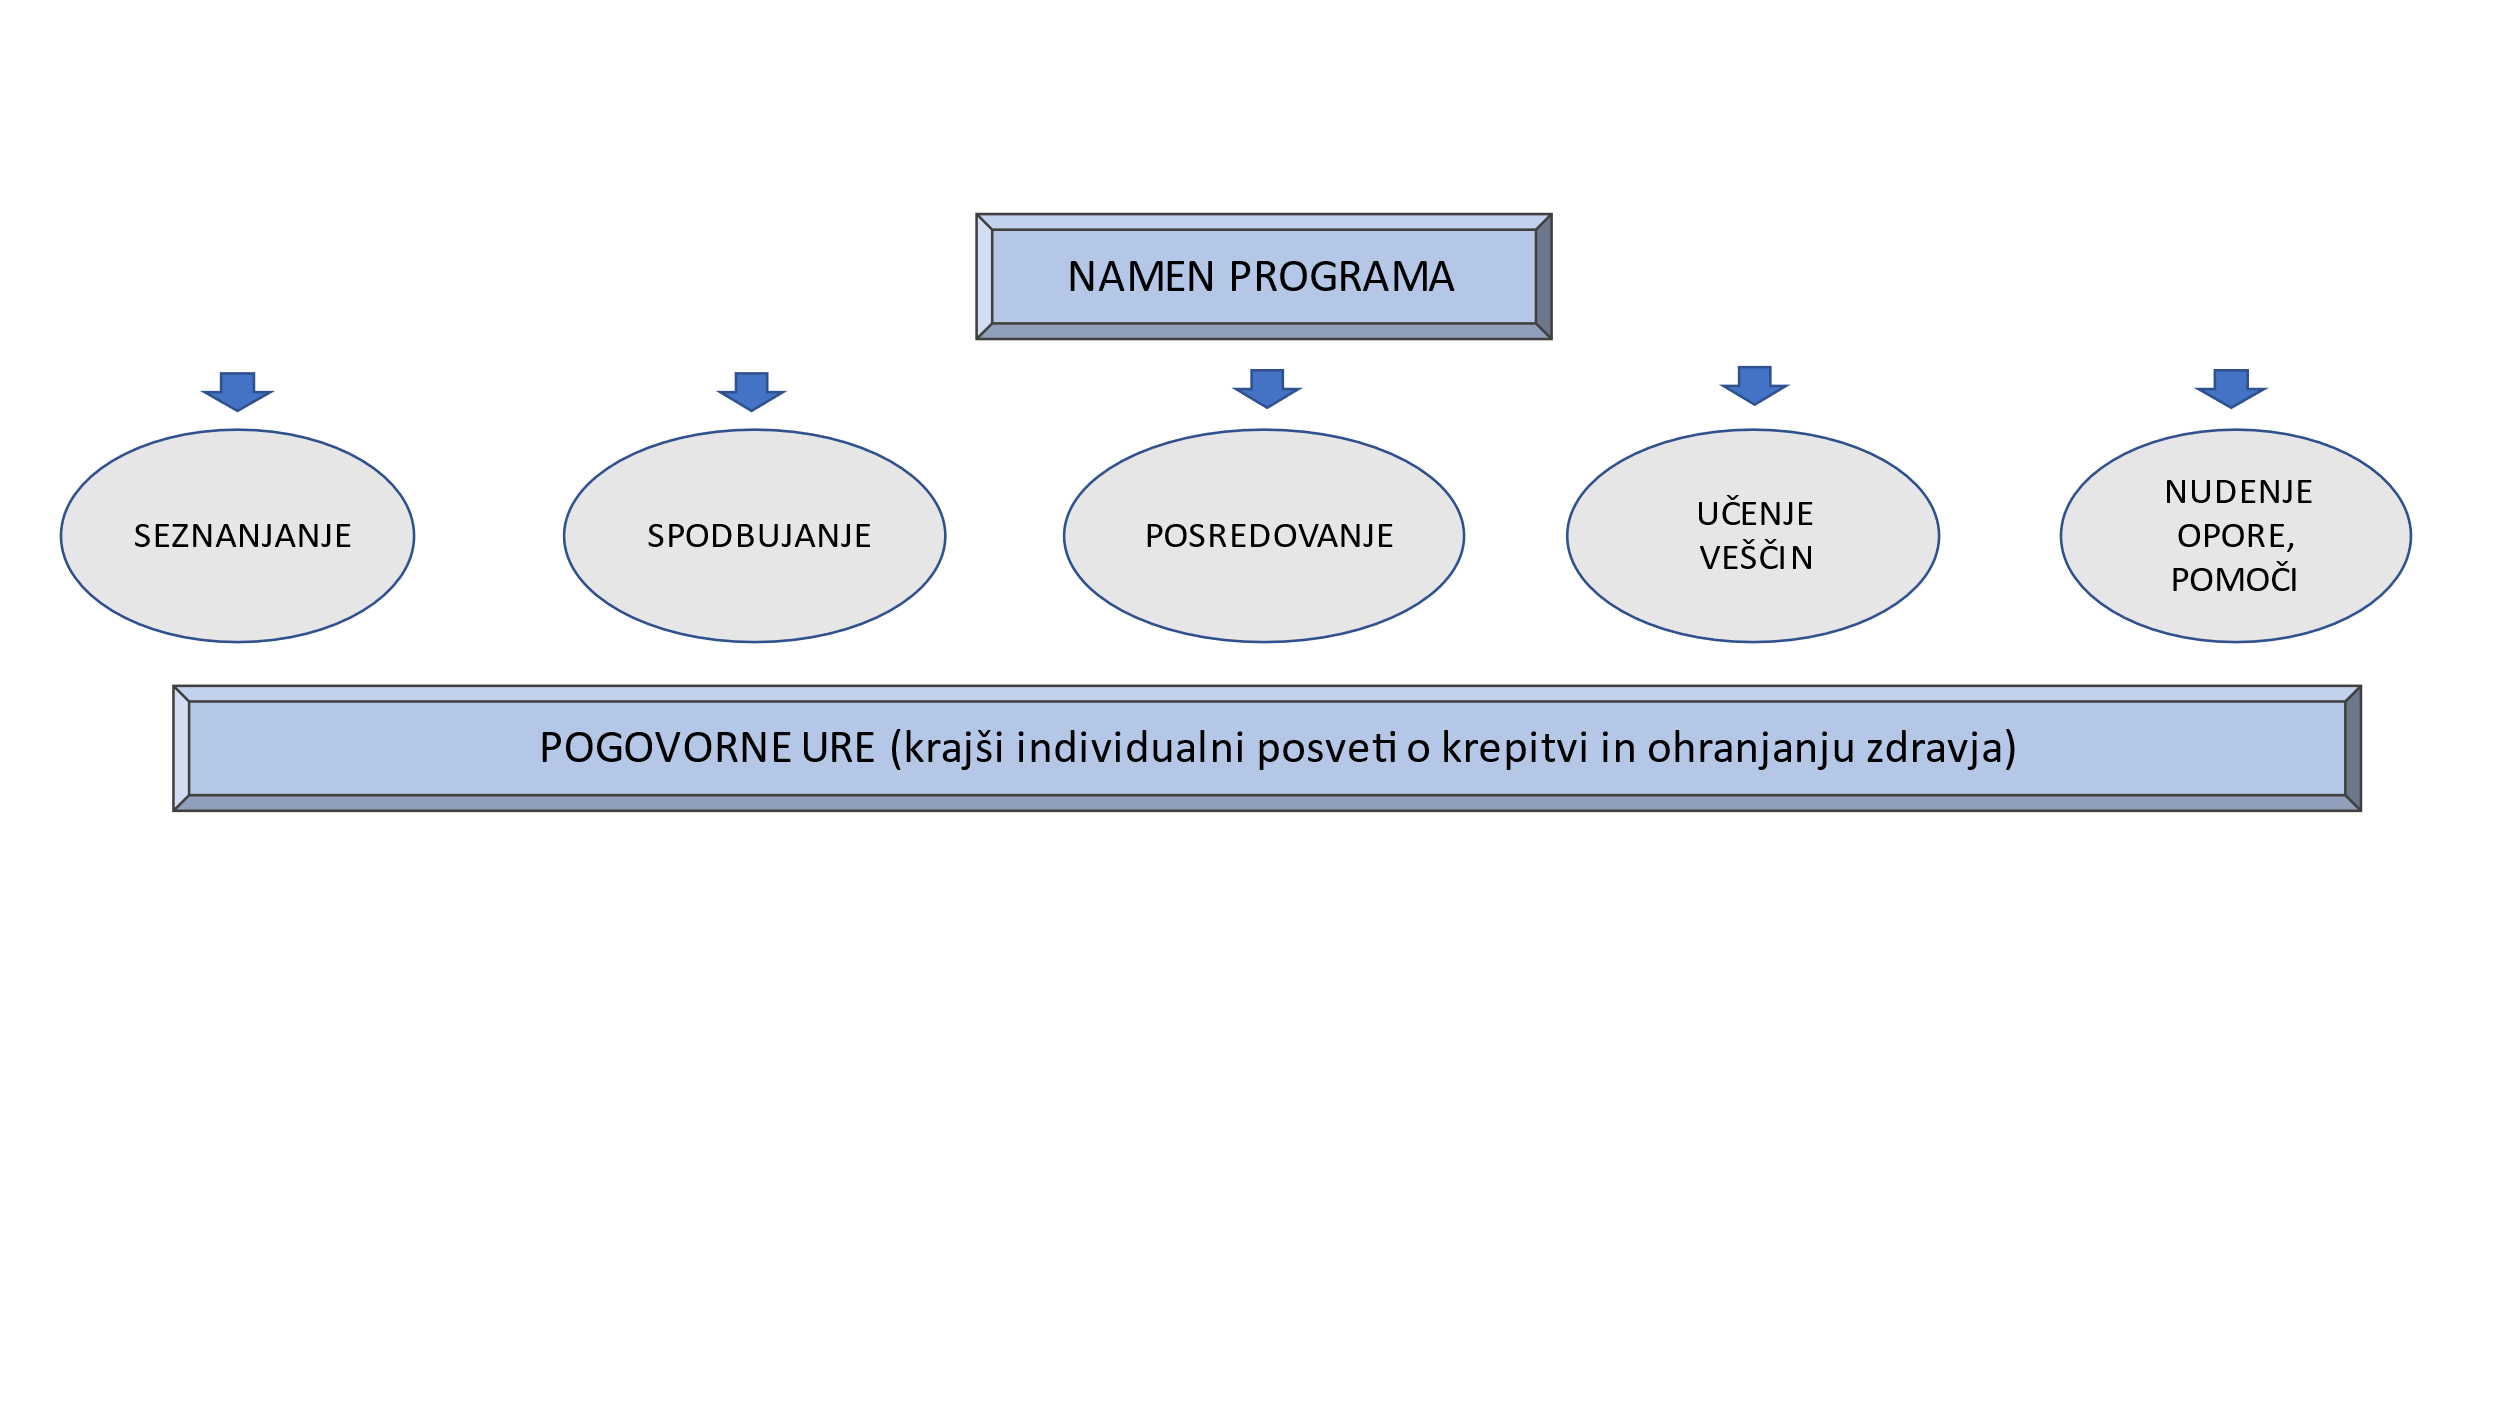 NAMEN PROGRAMA
SEZNANJANJE
SPODBUJANJE
POSREDOVANJE
UČENJE
VEŠČIN
NUDENJE
OPORE,
POMOČI
POGOVORNE URE (krajši individualni posveti o krepitvi in ohranjanju zdravja)